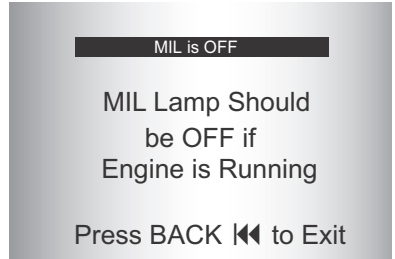 MIL is OFF
MIL Lamp Should
be OFF if
Engine is Running
Press BACK ⏮ to Exit